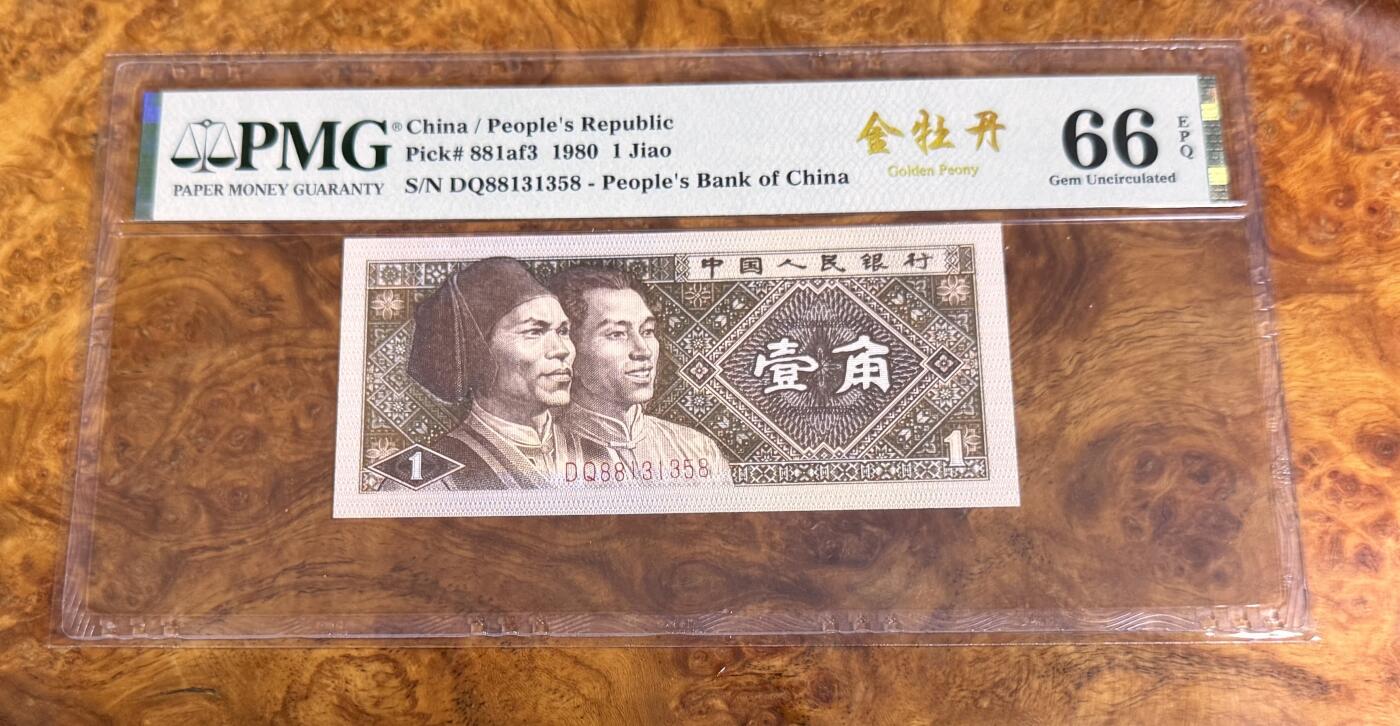 PMG®
PAPER MONEY GUARANTY
China / People's Republic
Pick# 881af3 1980 1 Jiao
S/N DQ88131358 - People's Bank of China
金牡丹
Golden Peony
66
EPQ
Gem Uncirculated
中国人民银行
壹角
1
DQ88131358
1